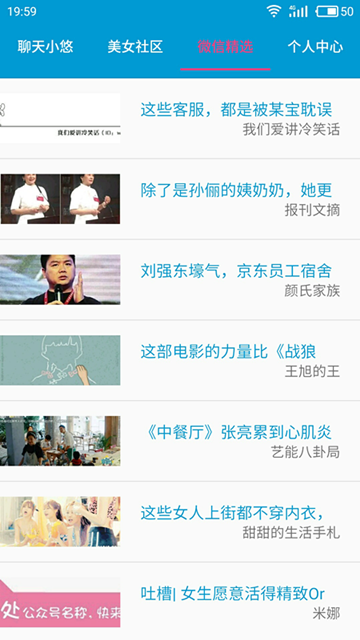 19:59
4G
50
聊天小悠
美女社区
微信精选
个人中心
这些客服，都是被某宝耽误
我们爱讲冷笑话
除了是孙俪的姨奶奶，她更
报刊文摘
刘强东壕气，京东员工宿舍
颜氏家族
这部电影的力量比《战狼
王旭的王
《中餐厅》张亮累到心肌炎
艺能八卦局
这些女人上街都不穿内衣，
甜甜的生活手札
处 公众号名称、快来
吐槽| 女生愿意活得精致Or
米娜